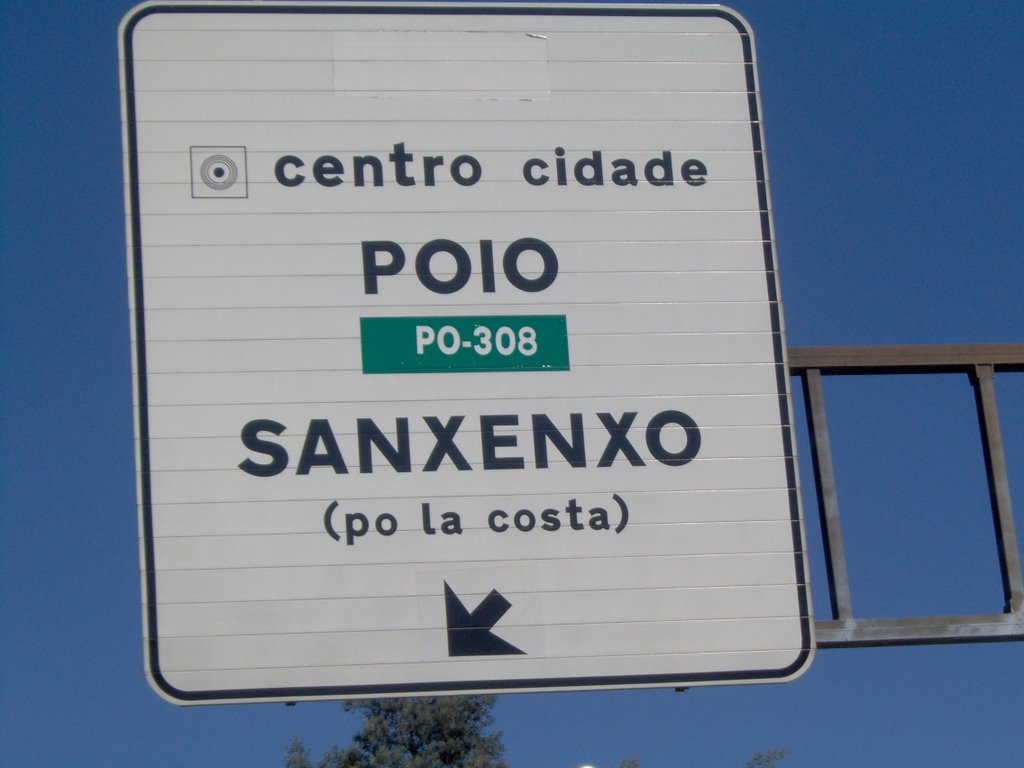 centro cidade
POIO
PO-308
SANXENXO
(po la costa)